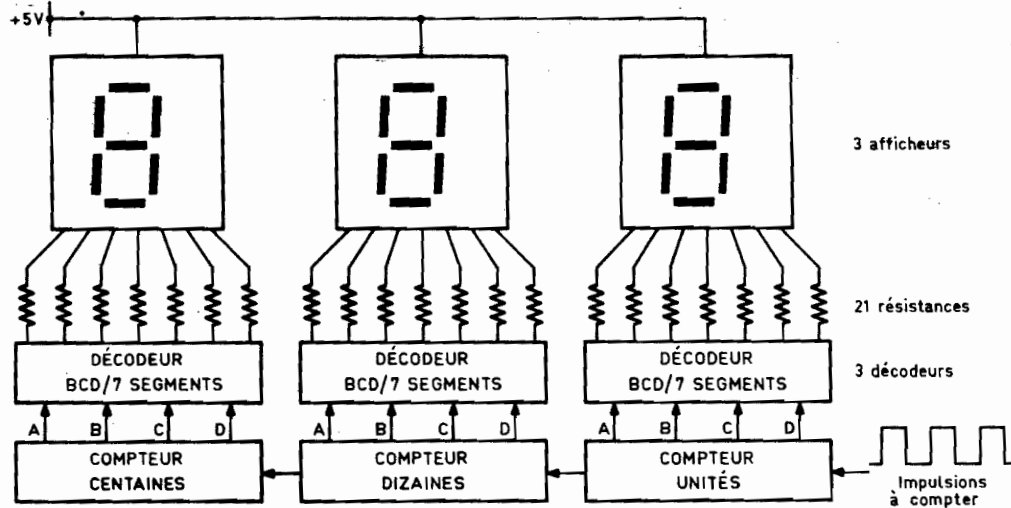 +5V
3 afficheurs
21 résistances
DÉCODEUR
BCD/7 SEGMENTS
DÉCODEUR
BCD/7 SEGMENTS
DÉCODEUR
BCD/7 SEGMENTS
3 décodeurs
A B C D
A B C D
A B C D
COMPTEUR
CENTAINES
COMPTEUR
DIZAINES
COMPTEUR
UNITÉS
Impulsions
à compter